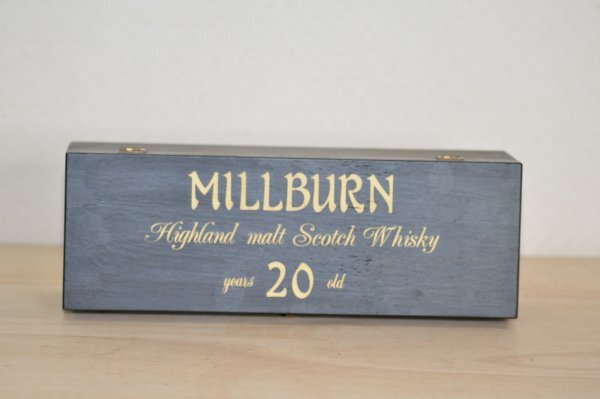 MILLBURN
Highland malt Scotch Whisky
years 20 old